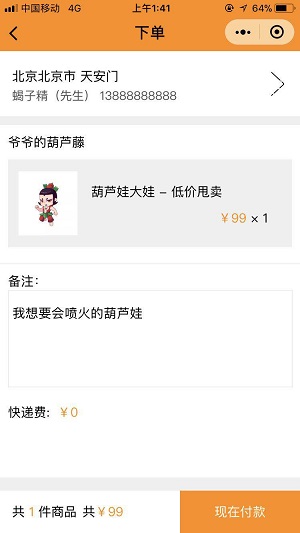 中国移动 4G 上午1:41 64%
下单
北京北京市 天安门
蝎子精（先生） 13888888888
爷爷的葫芦藤
葫芦娃大娃 – 低价甩卖
￥99 x 1
备注：
我想要会喷火的葫芦娃
快递费： ￥0
共 1 件商品 共￥99 现在付款